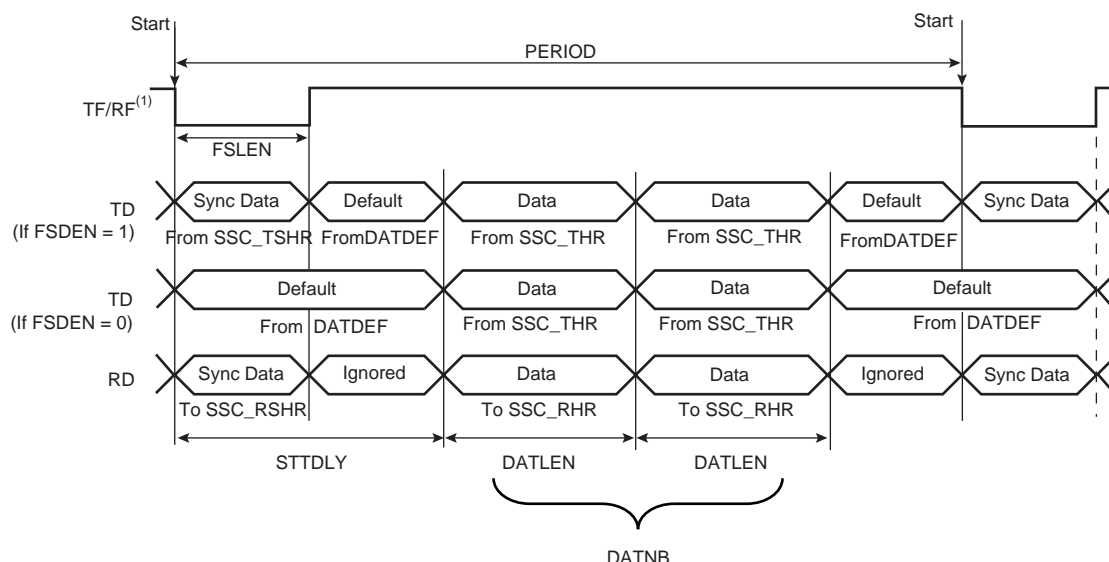 Start
Start
PERIOD
TF/RF(1)
FSLEN
TD
(If FSDEN = 1)
Sync Data
Default
Data
Data
Default
Sync Data
From SSC_TSHR
FromDATDEF
From SSC_THR
From SSC_THR
FromDATDEF
TD
(If FSDEN = 0)
Default
Data
Data
Default
From DATDEF
From SSC_THR
From SSC_THR
From DATDEF
RD
Sync Data
Ignored
Data
Data
Ignored
Sync Data
To SSC_RSHR
To SSC_RHR
To SSC_RHR
STTDLY
DATLEN
DATLEN
DATNB